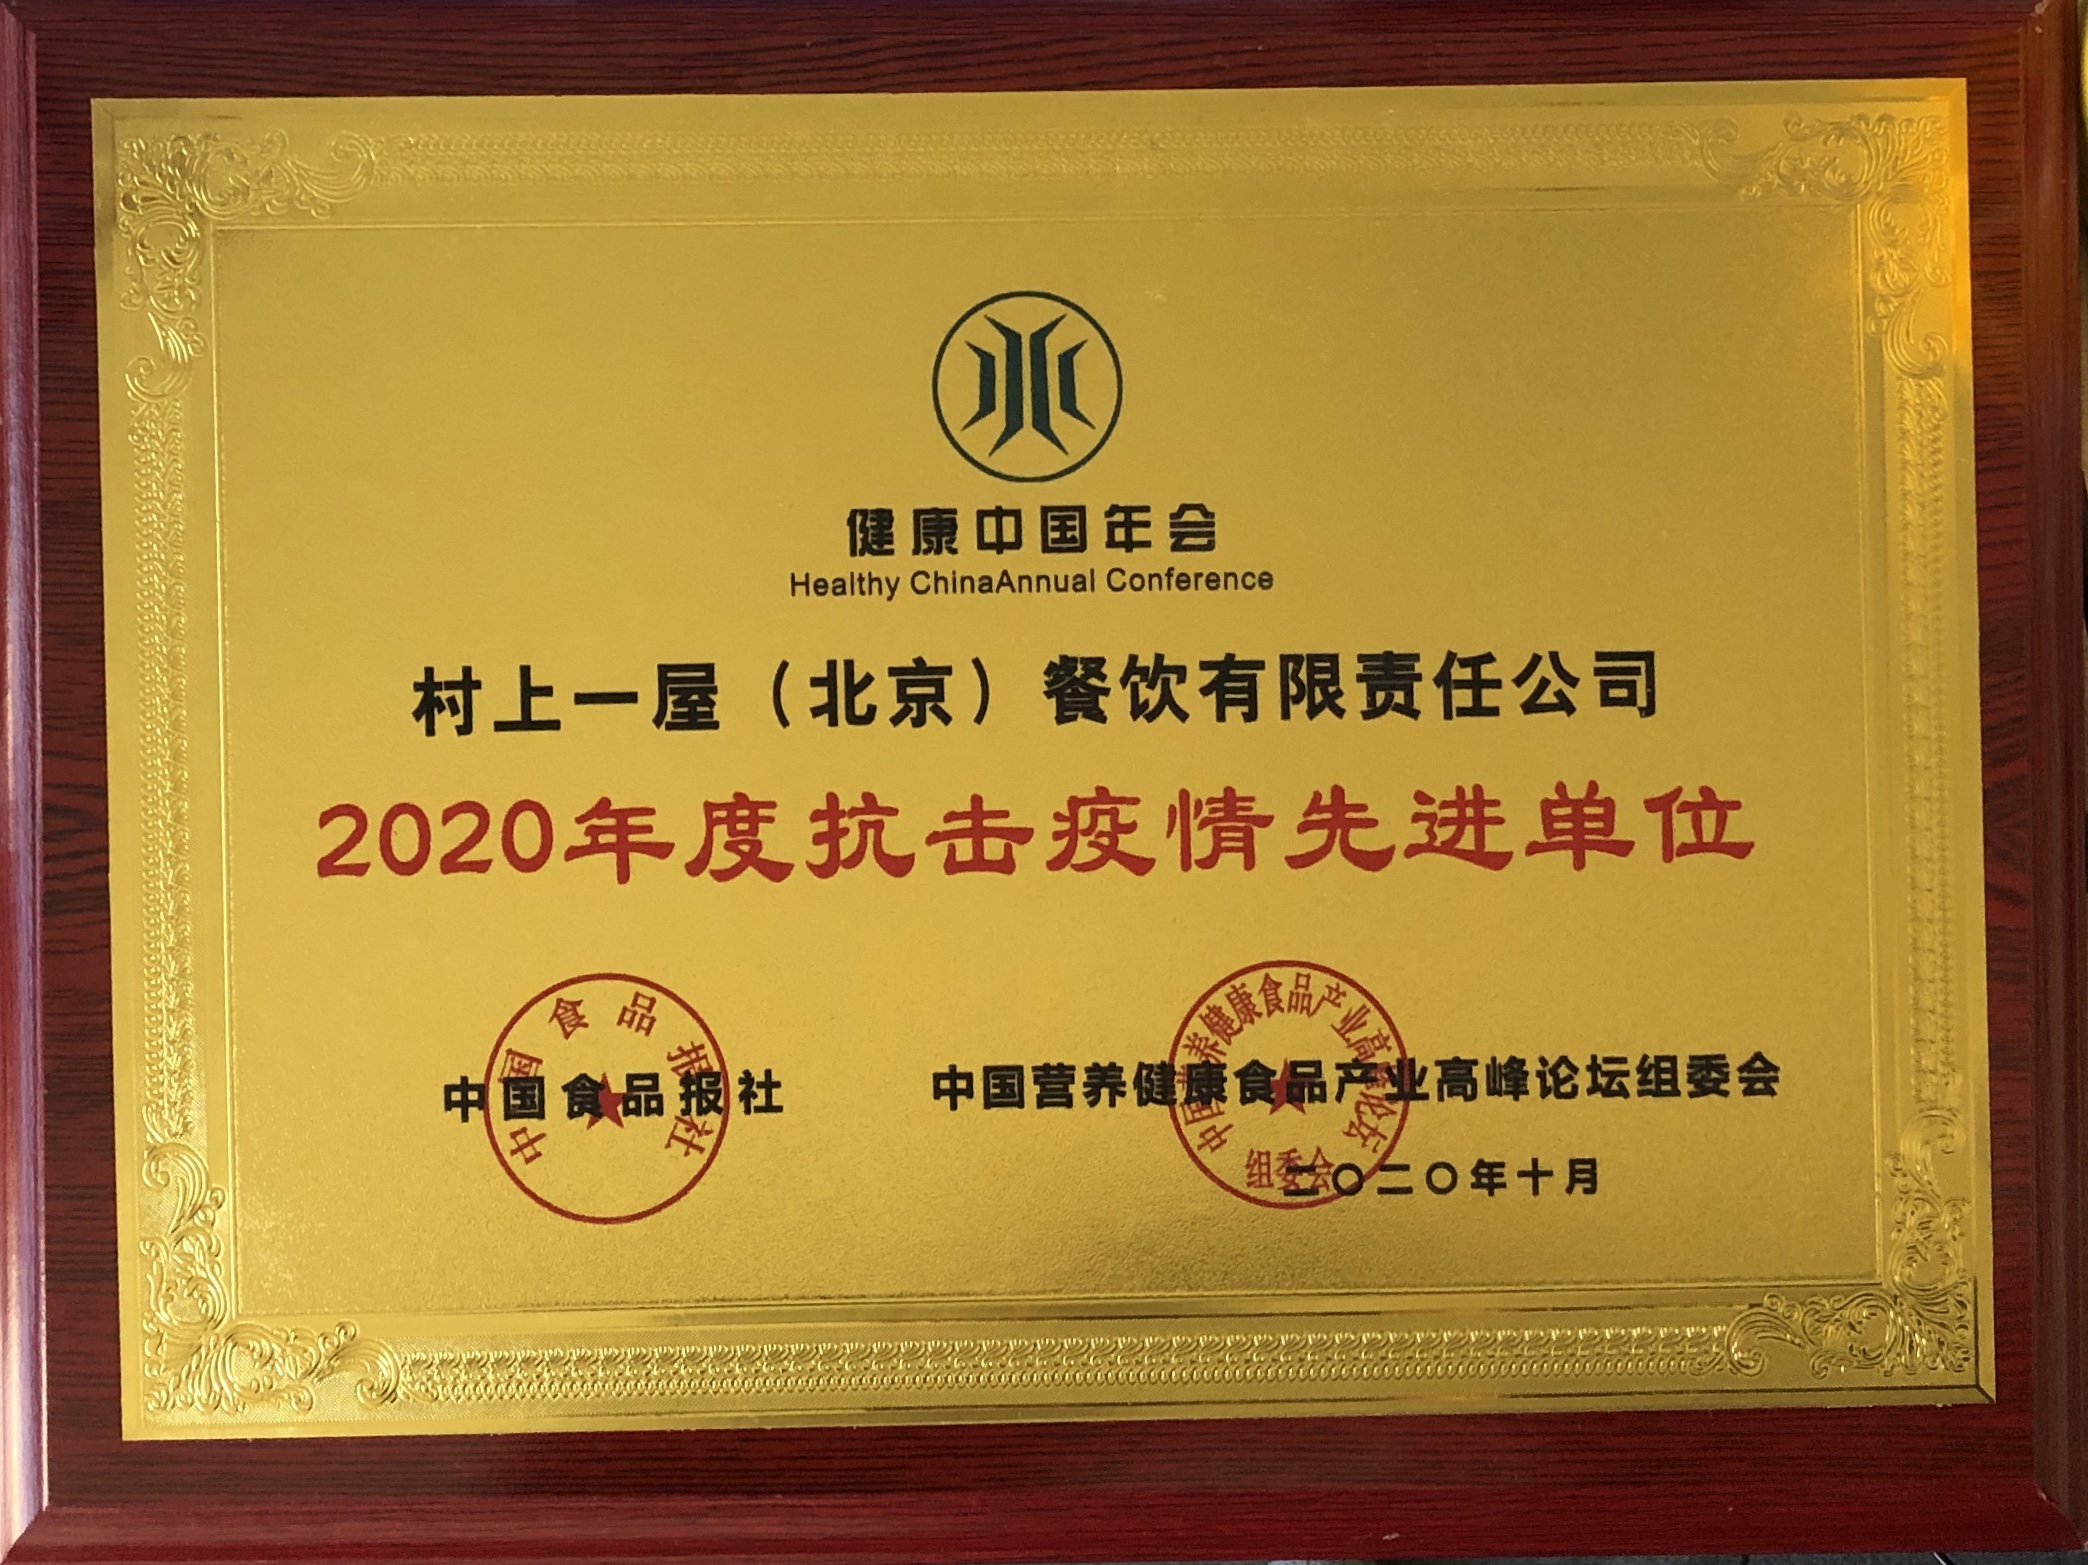 健康中国年会
Healthy ChinaAnnual Conference
村上一屋（北京）餐饮有限责任公司
2020年度抗击疫情先进单位
中国食品报社
中国食品报社
中国营养健康食品产业高峰论坛组委会
中国营养健康食品产业高峰论坛
组委会
二〇二〇年十月